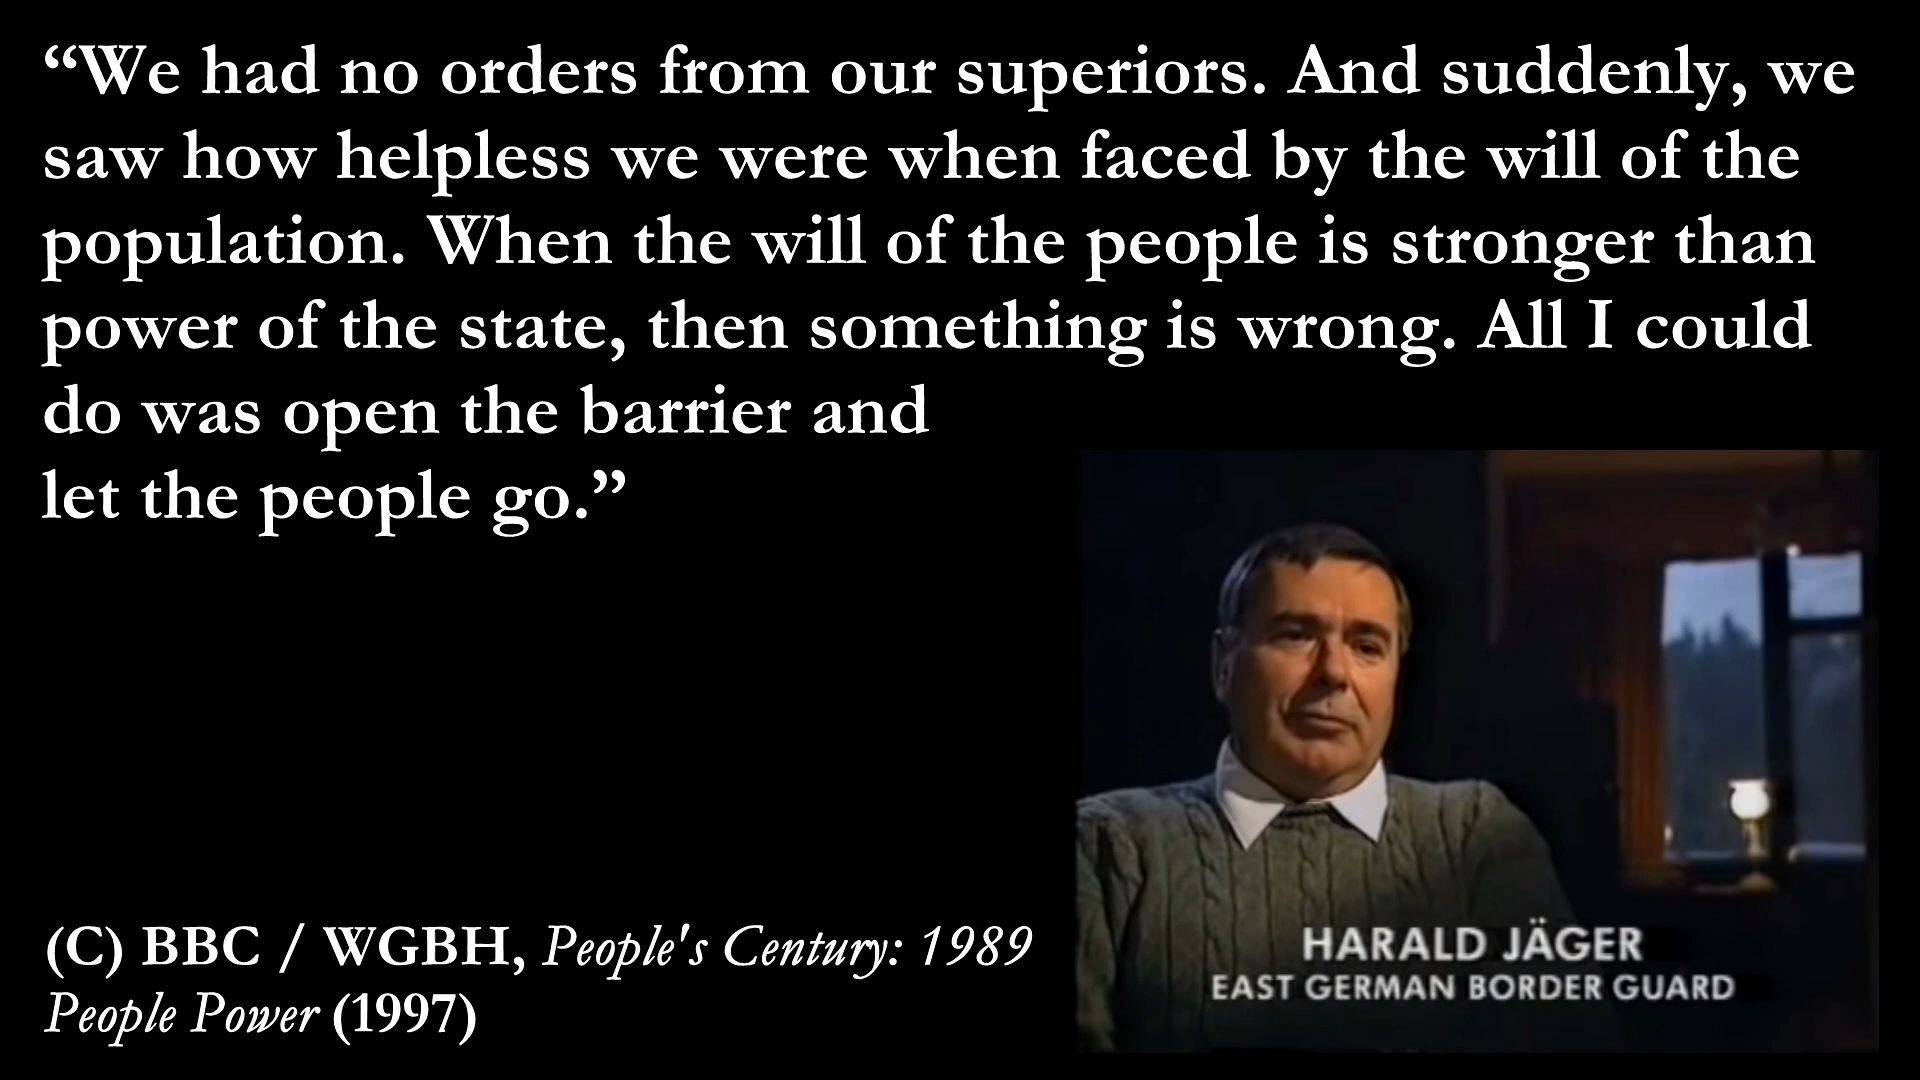 “We had no orders from our superiors. And suddenly, we
saw how helpless we were when faced by the will of the
population. When the will of the people is stronger than
power of the state, then something is wrong. All I could
do was open the barrier and
let the people go.”
(C) BBC / WGBH, People's Century: 1989
People Power (1997)
HARALD JÄGER
EAST GERMAN BORDER GUARD